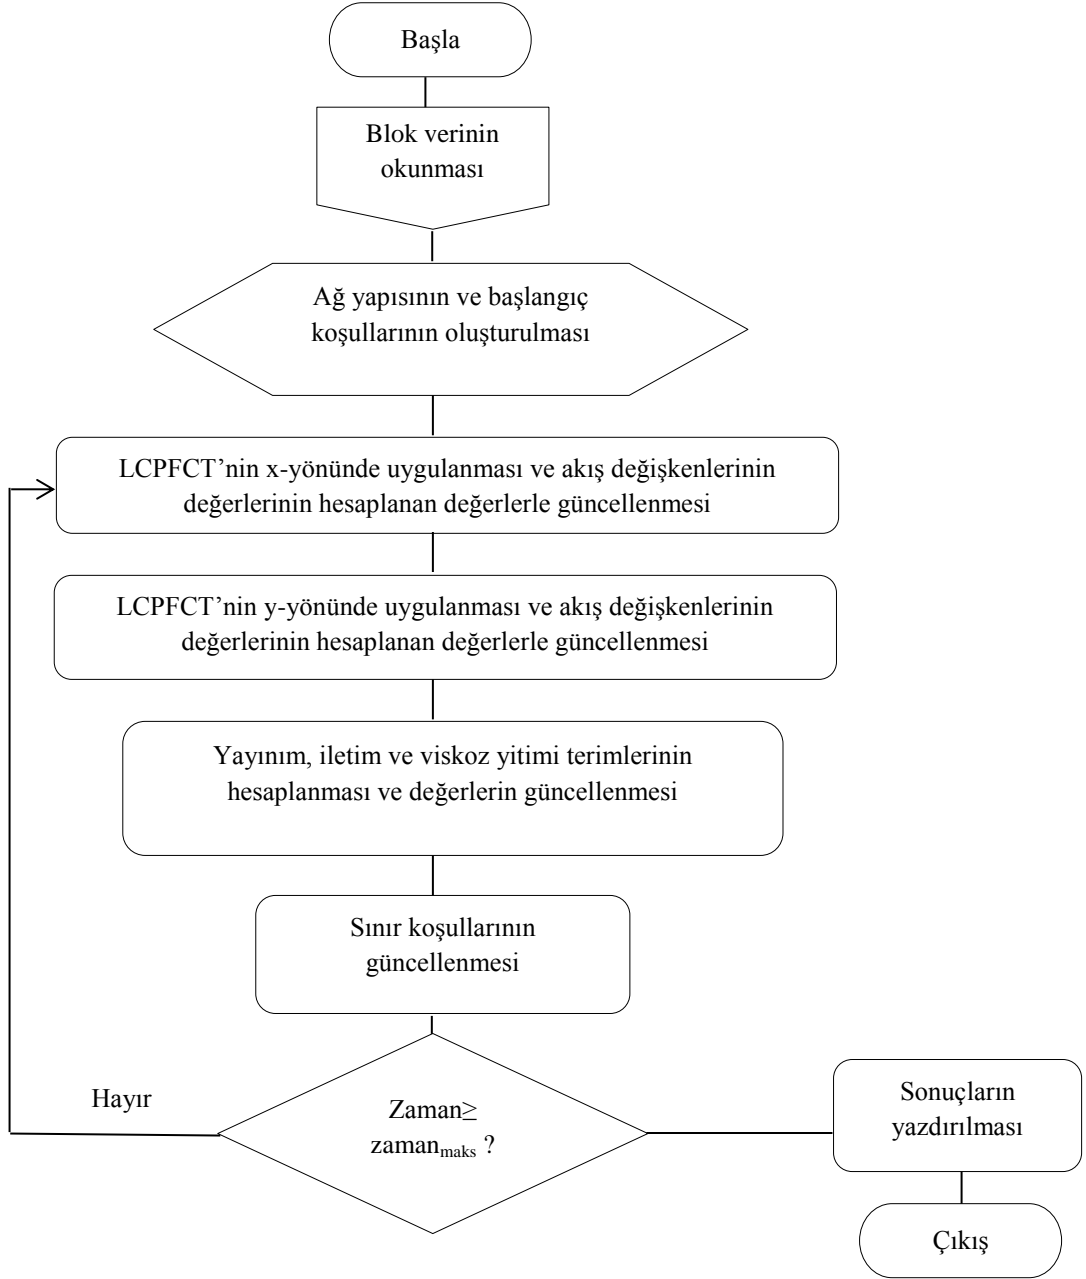 Başla
Blok verinin
okunması
Ağ yapısının ve başlangıç
koşullarının oluşturulması
LCPFCT’nin x-yönünde uygulanması ve akış değişkenlerinin
değerlerinin hesaplanan değerlerle güncellenmesi
LCPFCT’nin y-yönünde uygulanması ve akış değişkenlerinin
değerlerinin hesaplanan değerlerle güncellenmesi
Yayınım, iletim ve viskoz yitimi terimlerinin
hesaplanması ve değerlerin güncellenmesi
Sınır koşullarının
güncellenmesi
Hayır
Zaman≥
zamanmaks ?
Sonuçların
yazdırılması
Çıkış